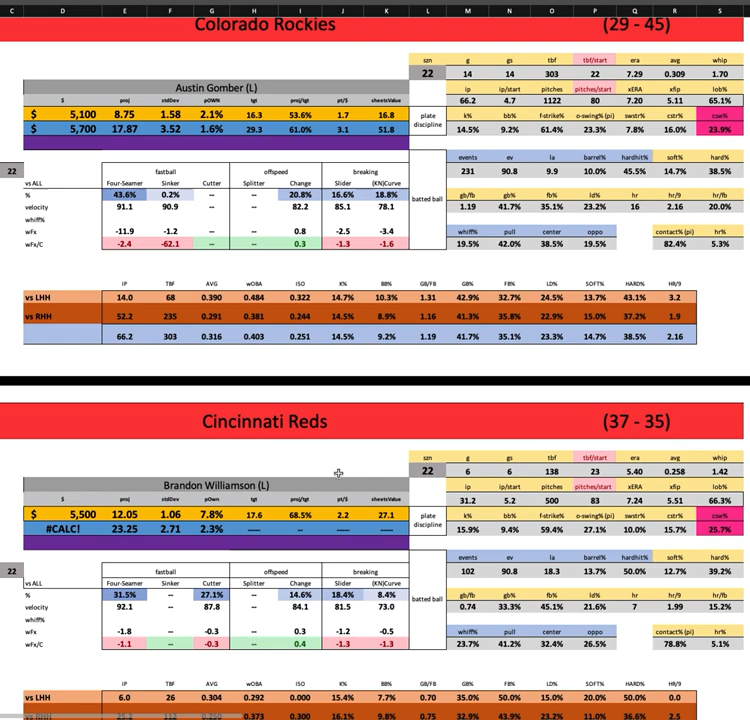 C D E F G H I J K L M N O P Q R S
Colorado Rockies (29 - 45)
szn g gs tbf tbf/start era avg whip
22 14 14 303 22 7.29 0.309 1.70
Austin Gomber (L) ip ip/start pitches pitches/start xERA xfip lob%
$ proj stdDev pOWN tgt proj/tgt pt/$ sheetsValue 66.2 4.7 1122 80 7.20 5.11 65.1%
$ 5,100 8.75 1.58 2.1% 16.3 53.6% 1.7 16.8 plate discipline k% bb% f-strike% o-swing% (pi) swstr% cstr% csw%
$ 5,700 17.87 3.52 1.6% 29.3 61.0% 3.1 51.8 14.5% 9.2% 61.4% 23.3% 7.8% 16.0% 23.9%
events ev la barrel% hardhit% soft% hard%
22 fastball offspeed breaking 231 90.8 9.9 10.0% 45.5% 14.7% 38.5%
vs ALL Four-Seamer Sinker Cutter Splitter Change Slider (KN)Curve
% 43.6% 0.2% -- -- 20.8% 16.6% 18.8% batted ball gb/fb gb% fb% ld% hr hr/9 hr/fb
velocity 91.1 90.9 -- -- 82.2 85.1 78.1 1.19 41.7% 35.1% 23.2% 16 2.16 20.0%
whiff%
wFx -11.9 -1.2 -- -- 0.8 -2.5 -3.4 whiff% pull center oppo contact% (pi) hr%
wFx/C -2.4 -62.1 -- -- 0.3 -1.3 -1.6 19.5% 42.0% 38.5% 19.5% 82.4% 5.3%
IP TBF AVG wOBA ISO K% BB% GB/FB GB% FB% LD% SOFT% HARD% HR/9
vs LHH 14.0 68 0.390 0.484 0.322 14.7% 10.3% 1.31 42.9% 32.7% 24.5% 13.7% 43.1% 3.2
vs RHH 52.2 235 0.291 0.381 0.244 14.5% 8.9% 1.16 41.3% 35.8% 22.9% 15.0% 37.2% 1.9
66.2 303 0.316 0.403 0.251 14.5% 9.2% 1.19 41.7% 35.1% 23.3% 14.7% 38.5% 2.16
Cincinnati Reds (37 - 35)
szn g gs tbf tbf/start era avg whip
22 6 6 138 23 5.40 0.258 1.42
Brandon Williamson (L) ip ip/start pitches pitches/start xERA xfip lob%
$ proj stdDev pOwn tgt proj/tgt pt/$ sheetsValue 31.2 5.2 500 83 7.24 5.51 66.3%
$ 5,500 12.05 1.06 7.8% 17.6 68.5% 2.2 27.1 plate discipline k% bb% f-strike% o-swing% (pi) swstr% cstr% csw%
#CALC! 23.25 2.71 2.3% ---- -- -- ---- 15.9% 9.4% 59.4% 27.1% 10.0% 15.7% 25.7%
events ev la barrel% hardhit% soft% hard%
22 fastball offspeed breaking 102 90.8 18.3 13.7% 50.0% 12.7% 39.2%
vs ALL Four-Seamer Sinker Cutter Splitter Change Slider (KN)Curve
% 31.5% -- 27.1% -- 14.6% 18.4% 8.4% batted ball gb/fb gb% fb% ld% hr hr/9 hr/fb
velocity 92.1 87.8 -- 84.1 81.5 73.0 0.74 33.3% 45.1% 21.6% 7 1.99 15.2%
whiff%
wFx -1.8 -- -0.3 -- 0.3 -1.2 -0.5 whiff% pull center oppo contact% (pi) hr%
wFx/C -1.1 -- -0.3 -- 0.4 -1.3 -1.3 23.7% 41.2% 32.4% 26.5% 78.8% 5.1%
IP TBF AVG wOBA ISO K% BB% GB/FB GB% FB% LD% SOFT% HARD% HR/9
vs LHH 6.0 26 0.304 0.292 0.000 15.4% 7.7% 0.70 35.0% 50.0% 15.0% 20.0% 50.0% 0.0
0.373 0.300 16.1% 9.8% 0.75 32.9% 43.9% 23.2% 11.0% 36.6% 2.5